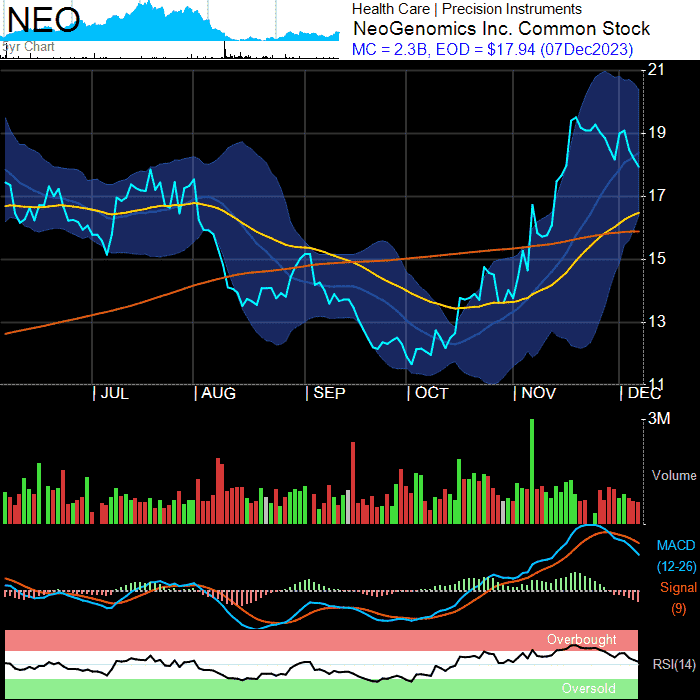 NEO
5yr Chart
Health Care | Precision Instruments
NeoGenomics Inc. Common Stock
MC = 2.3B, EOD = $17.94 (07Dec2023)
21
19
17
15
13
11
| JUL | AUG | SEP | OCT | NOV | DEC
3M
Volume
MACD
(12-26)
Signal
(9)
Overbought
RSI(14)
Oversold